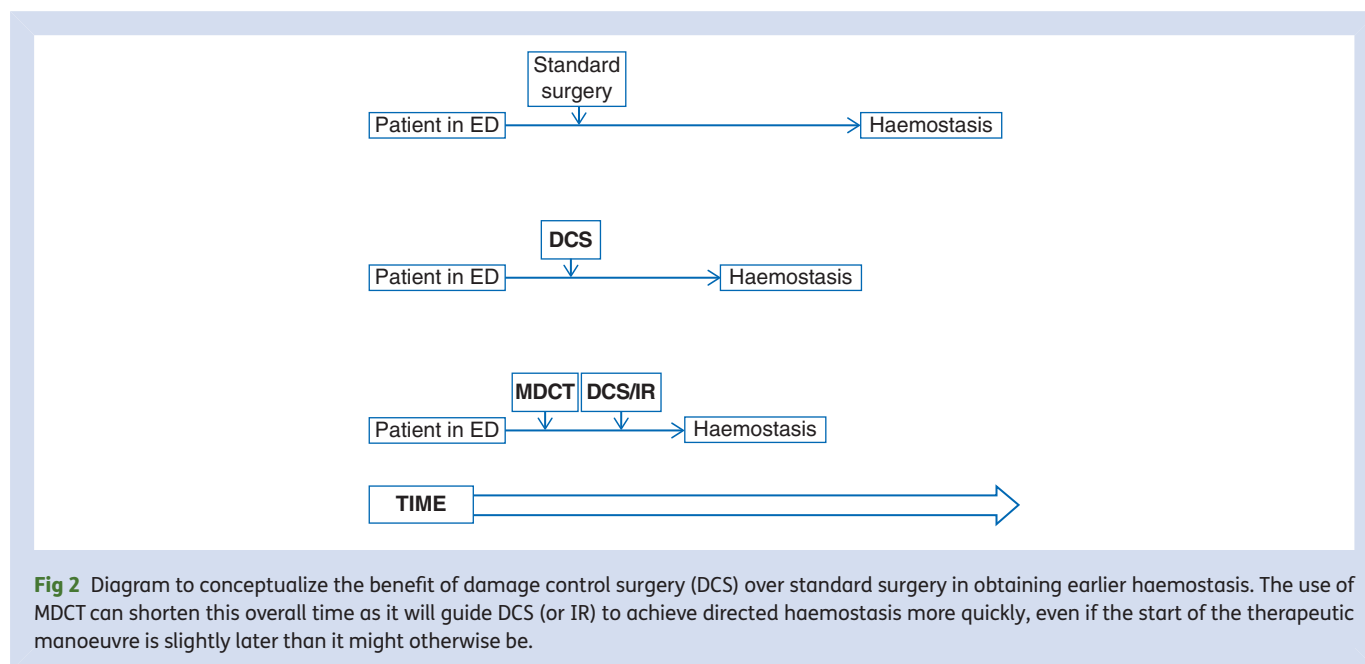 Standard
surgery
Patient in ED
Haemostasis
DCS
Patient in ED
Haemostasis
MDCT
DCS/IR
Patient in ED
Haemostasis
TIME
Fig 2 Diagram to conceptualize the benefit of damage control surgery (DCS) over standard surgery in obtaining earlier haemostasis. The use of
MDCT can shorten this overall time as it will guide DCS (or IR) to achieve directed haemostasis more quickly, even if the start of the therapeutic
manoeuvre is slightly later than it might otherwise be.